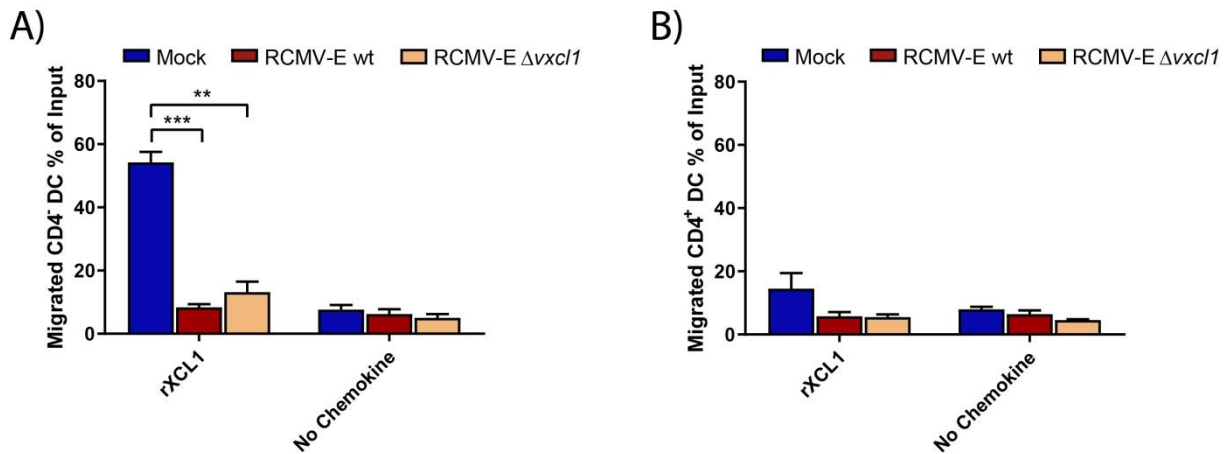 A)
Mock RCMV-E wt RCMV-E Δvxcl1
Migrated CD4⁻ DC % of Input
80
60
40
20
0
**
***
rXCL1
No Chemokine
B)
Mock RCMV-E wt RCMV-E Δvxcl1
Migrated CD4⁺ DC % of Input
80
60
40
20
0
rXCL1
No Chemokine